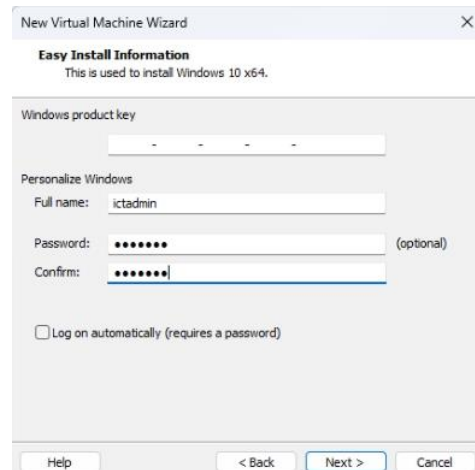 New Virtual Machine Wizard
Easy Install Information
This is used to install Windows 10 x64.
Windows product key
- - - -
Personalize Windows
Full name: ictadmin
Password: ●●●●●●● (optional)
Confirm: ●●●●●●●
Log on automatically (requires a password)
Help < Back Next > Cancel